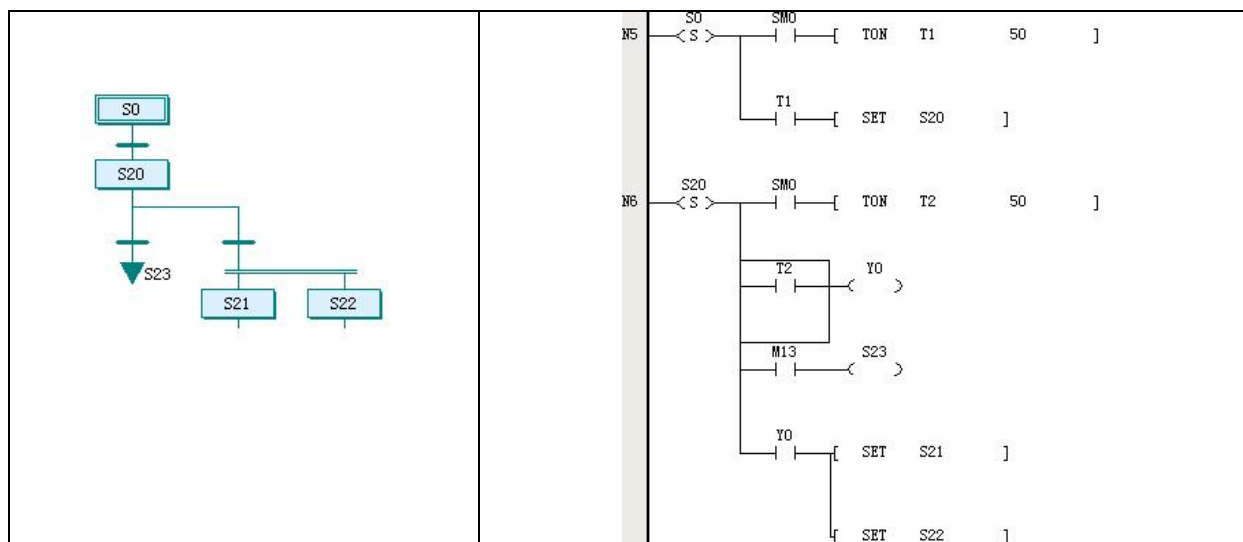 S0
S20
S23
S21 S22
S0 SM0
N5 S TON T1 50
T1
SET S20
S20 SM0
N6 S TON T2 50
T2 Y0
M13 S23
Y0
SET S21
SET S22